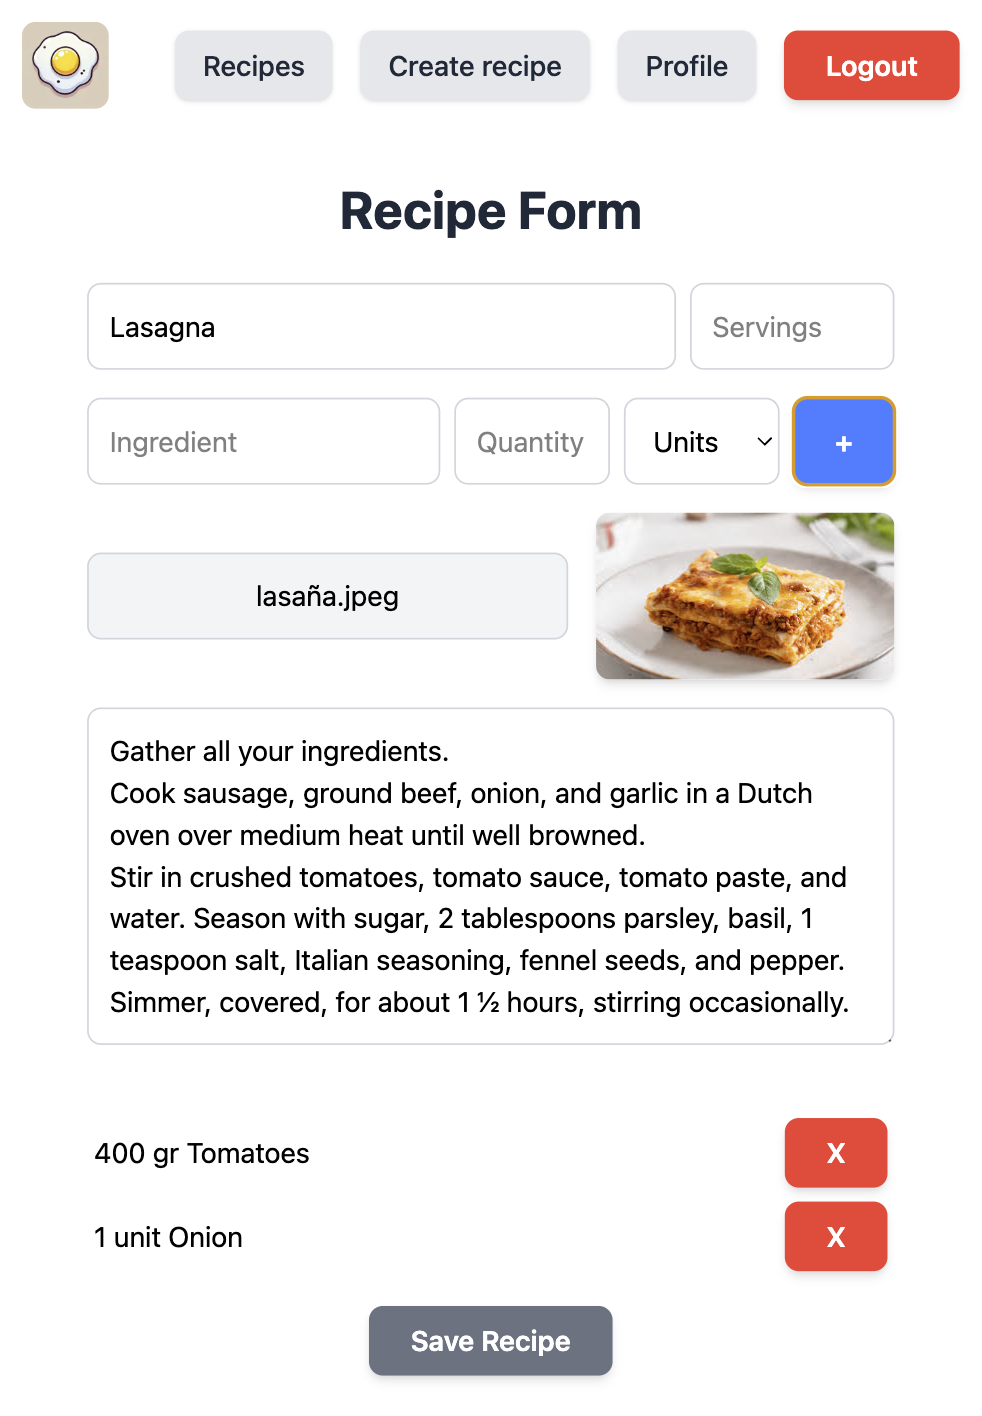 Recipes
Create recipe
Profile
Logout
Recipe Form
Lasagna
Servings
Ingredient
Quantity
Units
+
lasaña.jpeg
Gather all your ingredients.
Cook sausage, ground beef, onion, and garlic in a Dutch
oven over medium heat until well browned.
Stir in crushed tomatoes, tomato sauce, tomato paste, and
water. Season with sugar, 2 tablespoons parsley, basil, 1
teaspoon salt, Italian seasoning, fennel seeds, and pepper.
Simmer, covered, for about 1 ½ hours, stirring occasionally.
400 gr Tomatoes
X
1 unit Onion
X
Save Recipe